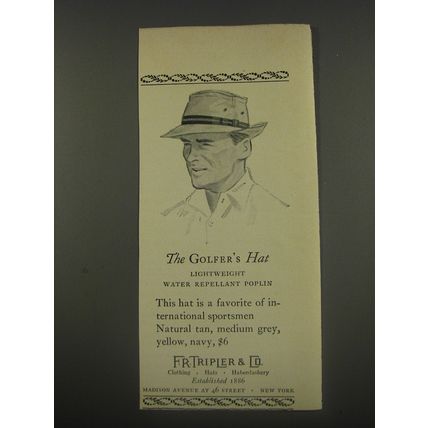 The GOLFER'S Hat
LIGHTWEIGHT
WATER REPELLANT POPLIN
This hat is a favorite of in-
ternational sportsmen
Natural tan, medium grey,
yellow, navy, $6
F.R. TRIPLER & CO.
Clothing • Hats • Haberdashery
Established 1886
MADISON AVENUE AT 46 STREET • NEW YORK